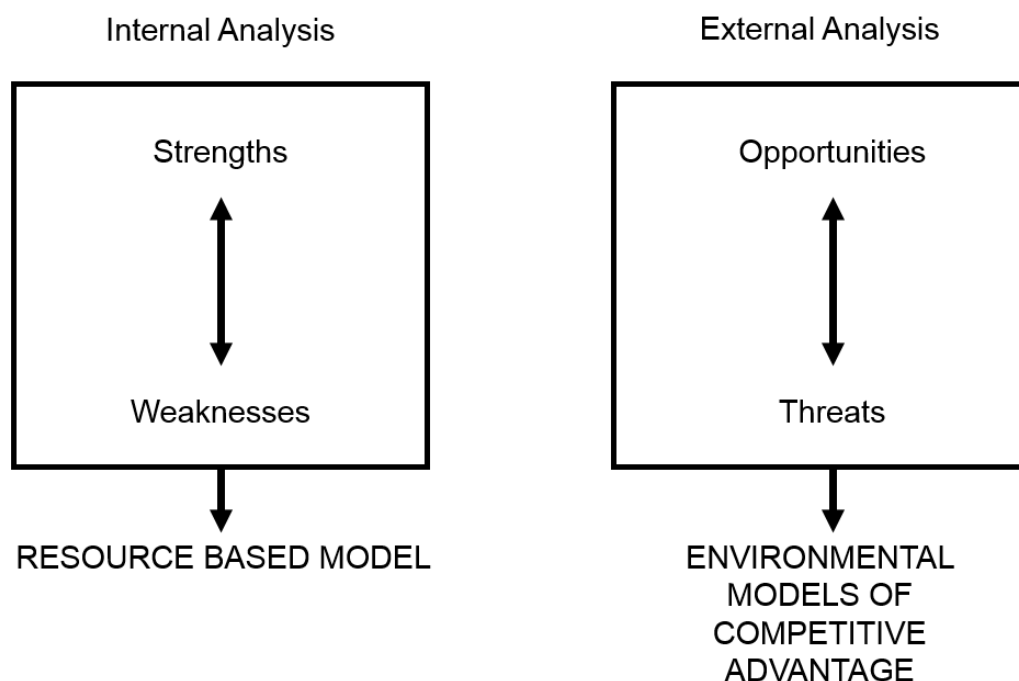 Internal Analysis
Strengths
Weaknesses
RESOURCE BASED MODEL
External Analysis
Opportunities
Threats
ENVIRONMENTAL
MODELS OF
COMPETITIVE
ADVANTAGE